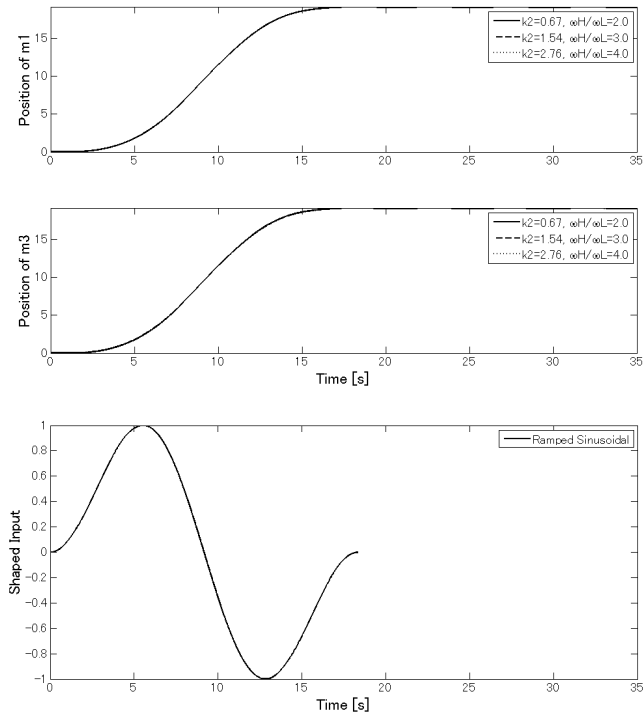 Position of m1
15
10
5
0
0 5 10 15 20 25 30 35
k2=0.67, ωH/ωL=2.0
k2=1.54, ωH/ωL=3.0
k2=2.76, ωH/ωL=4.0
Position of m3
15
10
5
0
0 5 10 15 20 25 30 35
k2=0.67, ωH/ωL=2.0
k2=1.54, ωH/ωL=3.0
k2=2.76, ωH/ωL=4.0
Time [s]
Shaped Input
1
0.8
0.6
0.4
0.2
0
-0.2
-0.4
-0.6
-0.8
-1
0 5 10 15 20 25 30 35
Ramped Sinusoidal
Time [s]